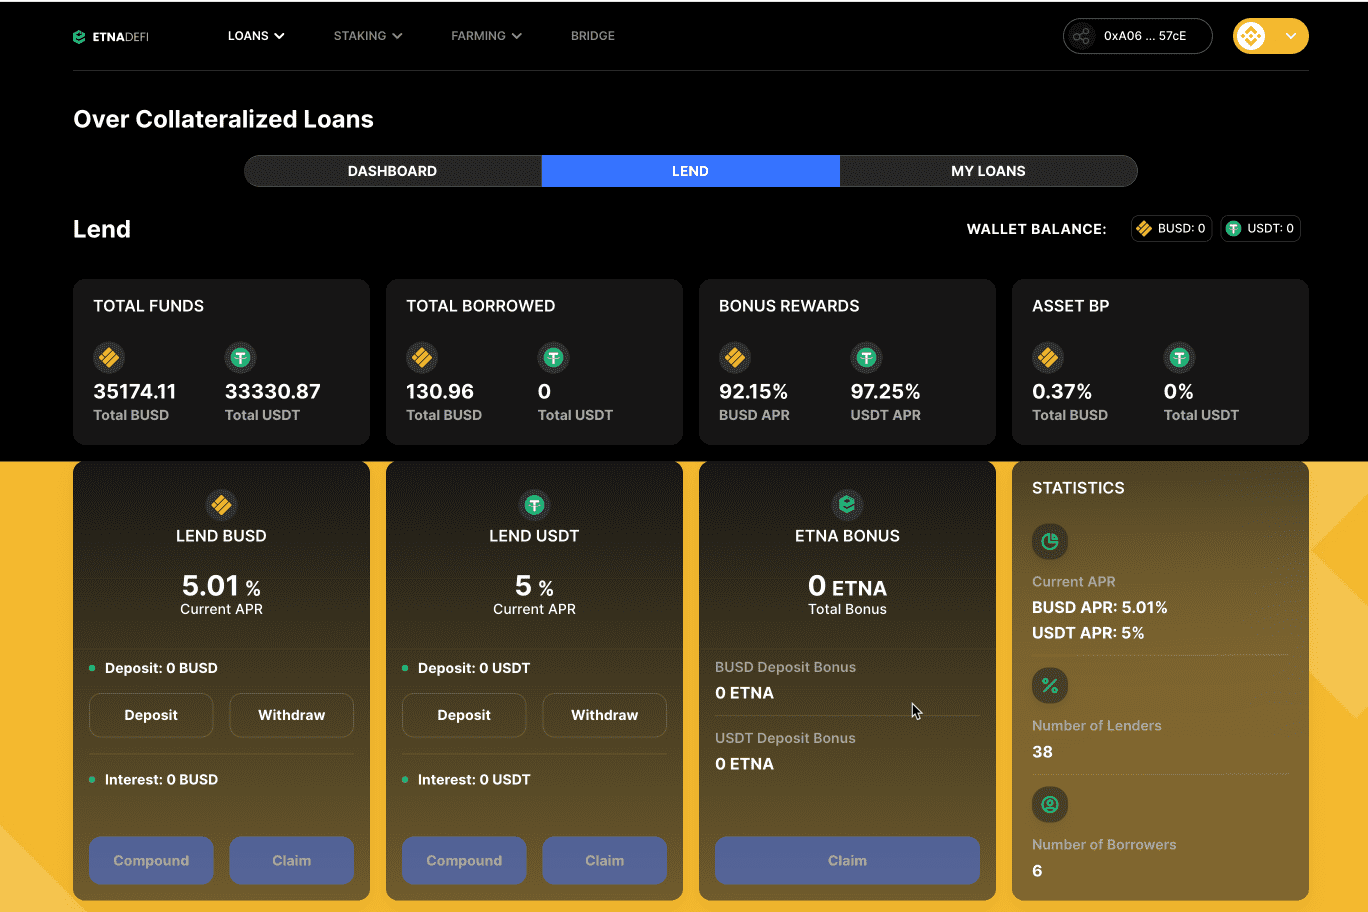 ETNADEFI
LOANS
STAKING
FARMING
BRIDGE
0xA06 ... 57cE
Over Collateralized Loans
DASHBOARD
LEND
MY LOANS
Lend
WALLET BALANCE:
BUSD: 0
USDT: 0
TOTAL FUNDS
35174.11
Total BUSD
33330.87
Total USDT
TOTAL BORROWED
130.96
Total BUSD
0
Total USDT
BONUS REWARDS
92.15%
BUSD APR
97.25%
USDT APR
ASSET BP
0.37%
Total BUSD
0%
Total USDT
LEND BUSD
5.01 %
Current APR
Deposit: 0 BUSD
Deposit
Withdraw
Interest: 0 BUSD
Compound
Claim
LEND USDT
5 %
Current APR
Deposit: 0 USDT
Deposit
Withdraw
Interest: 0 USDT
Compound
Claim
ETNA BONUS
0 ETNA
Total Bonus
BUSD Deposit Bonus
0 ETNA
USDT Deposit Bonus
0 ETNA
Claim
STATISTICS
Current APR
BUSD APR: 5.01%
USDT APR: 5%
Number of Lenders
38
Number of Borrowers
6